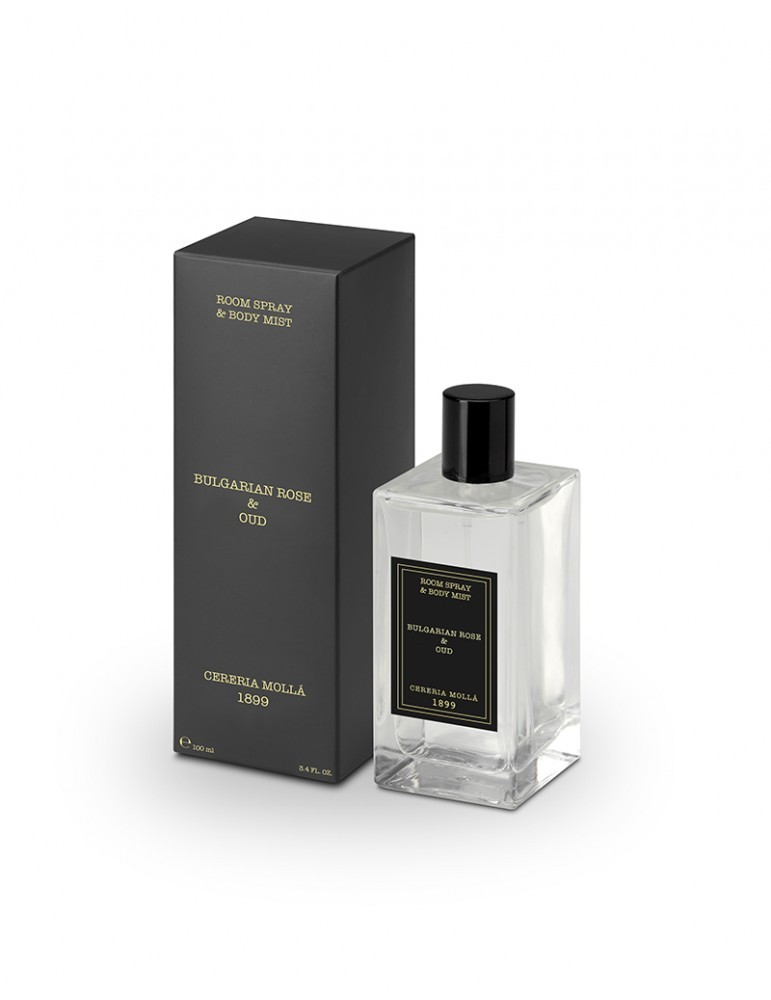 ROOM SPRAY
& BODY MIST
BULGARIAN ROSE
&
OUD
CERERIA MOLLÁ
1899
℮ 100 ml
3.4 FL. OZ.
ROOM SPRAY
& BODY MIST
BULGARIAN ROSE
&
OUD
CERERIA MOLLÁ
1899